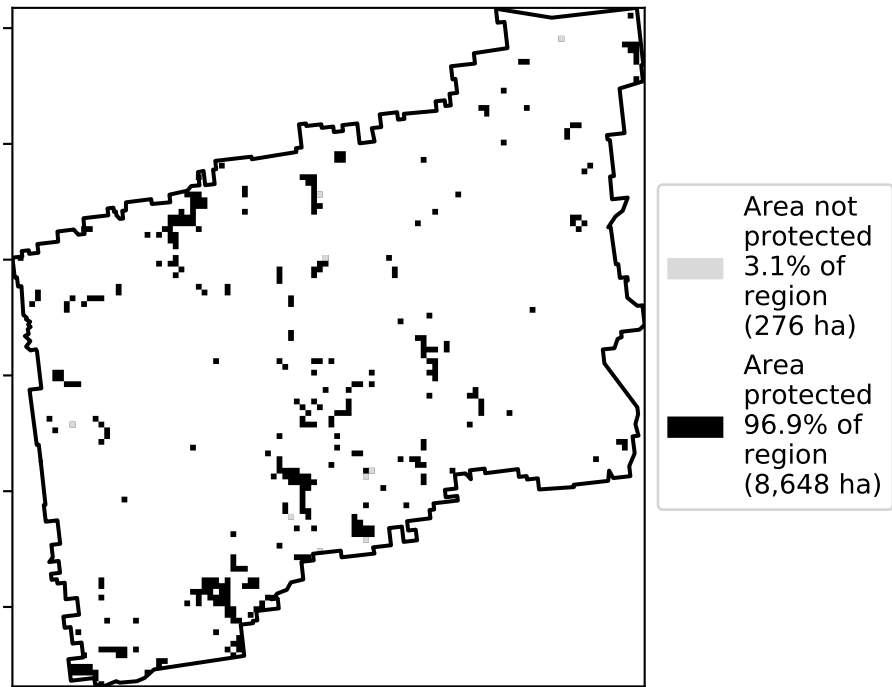 Area not
protected
3.1% of
region
(276 ha)
Area
protected
96.9% of
region
(8,648 ha)